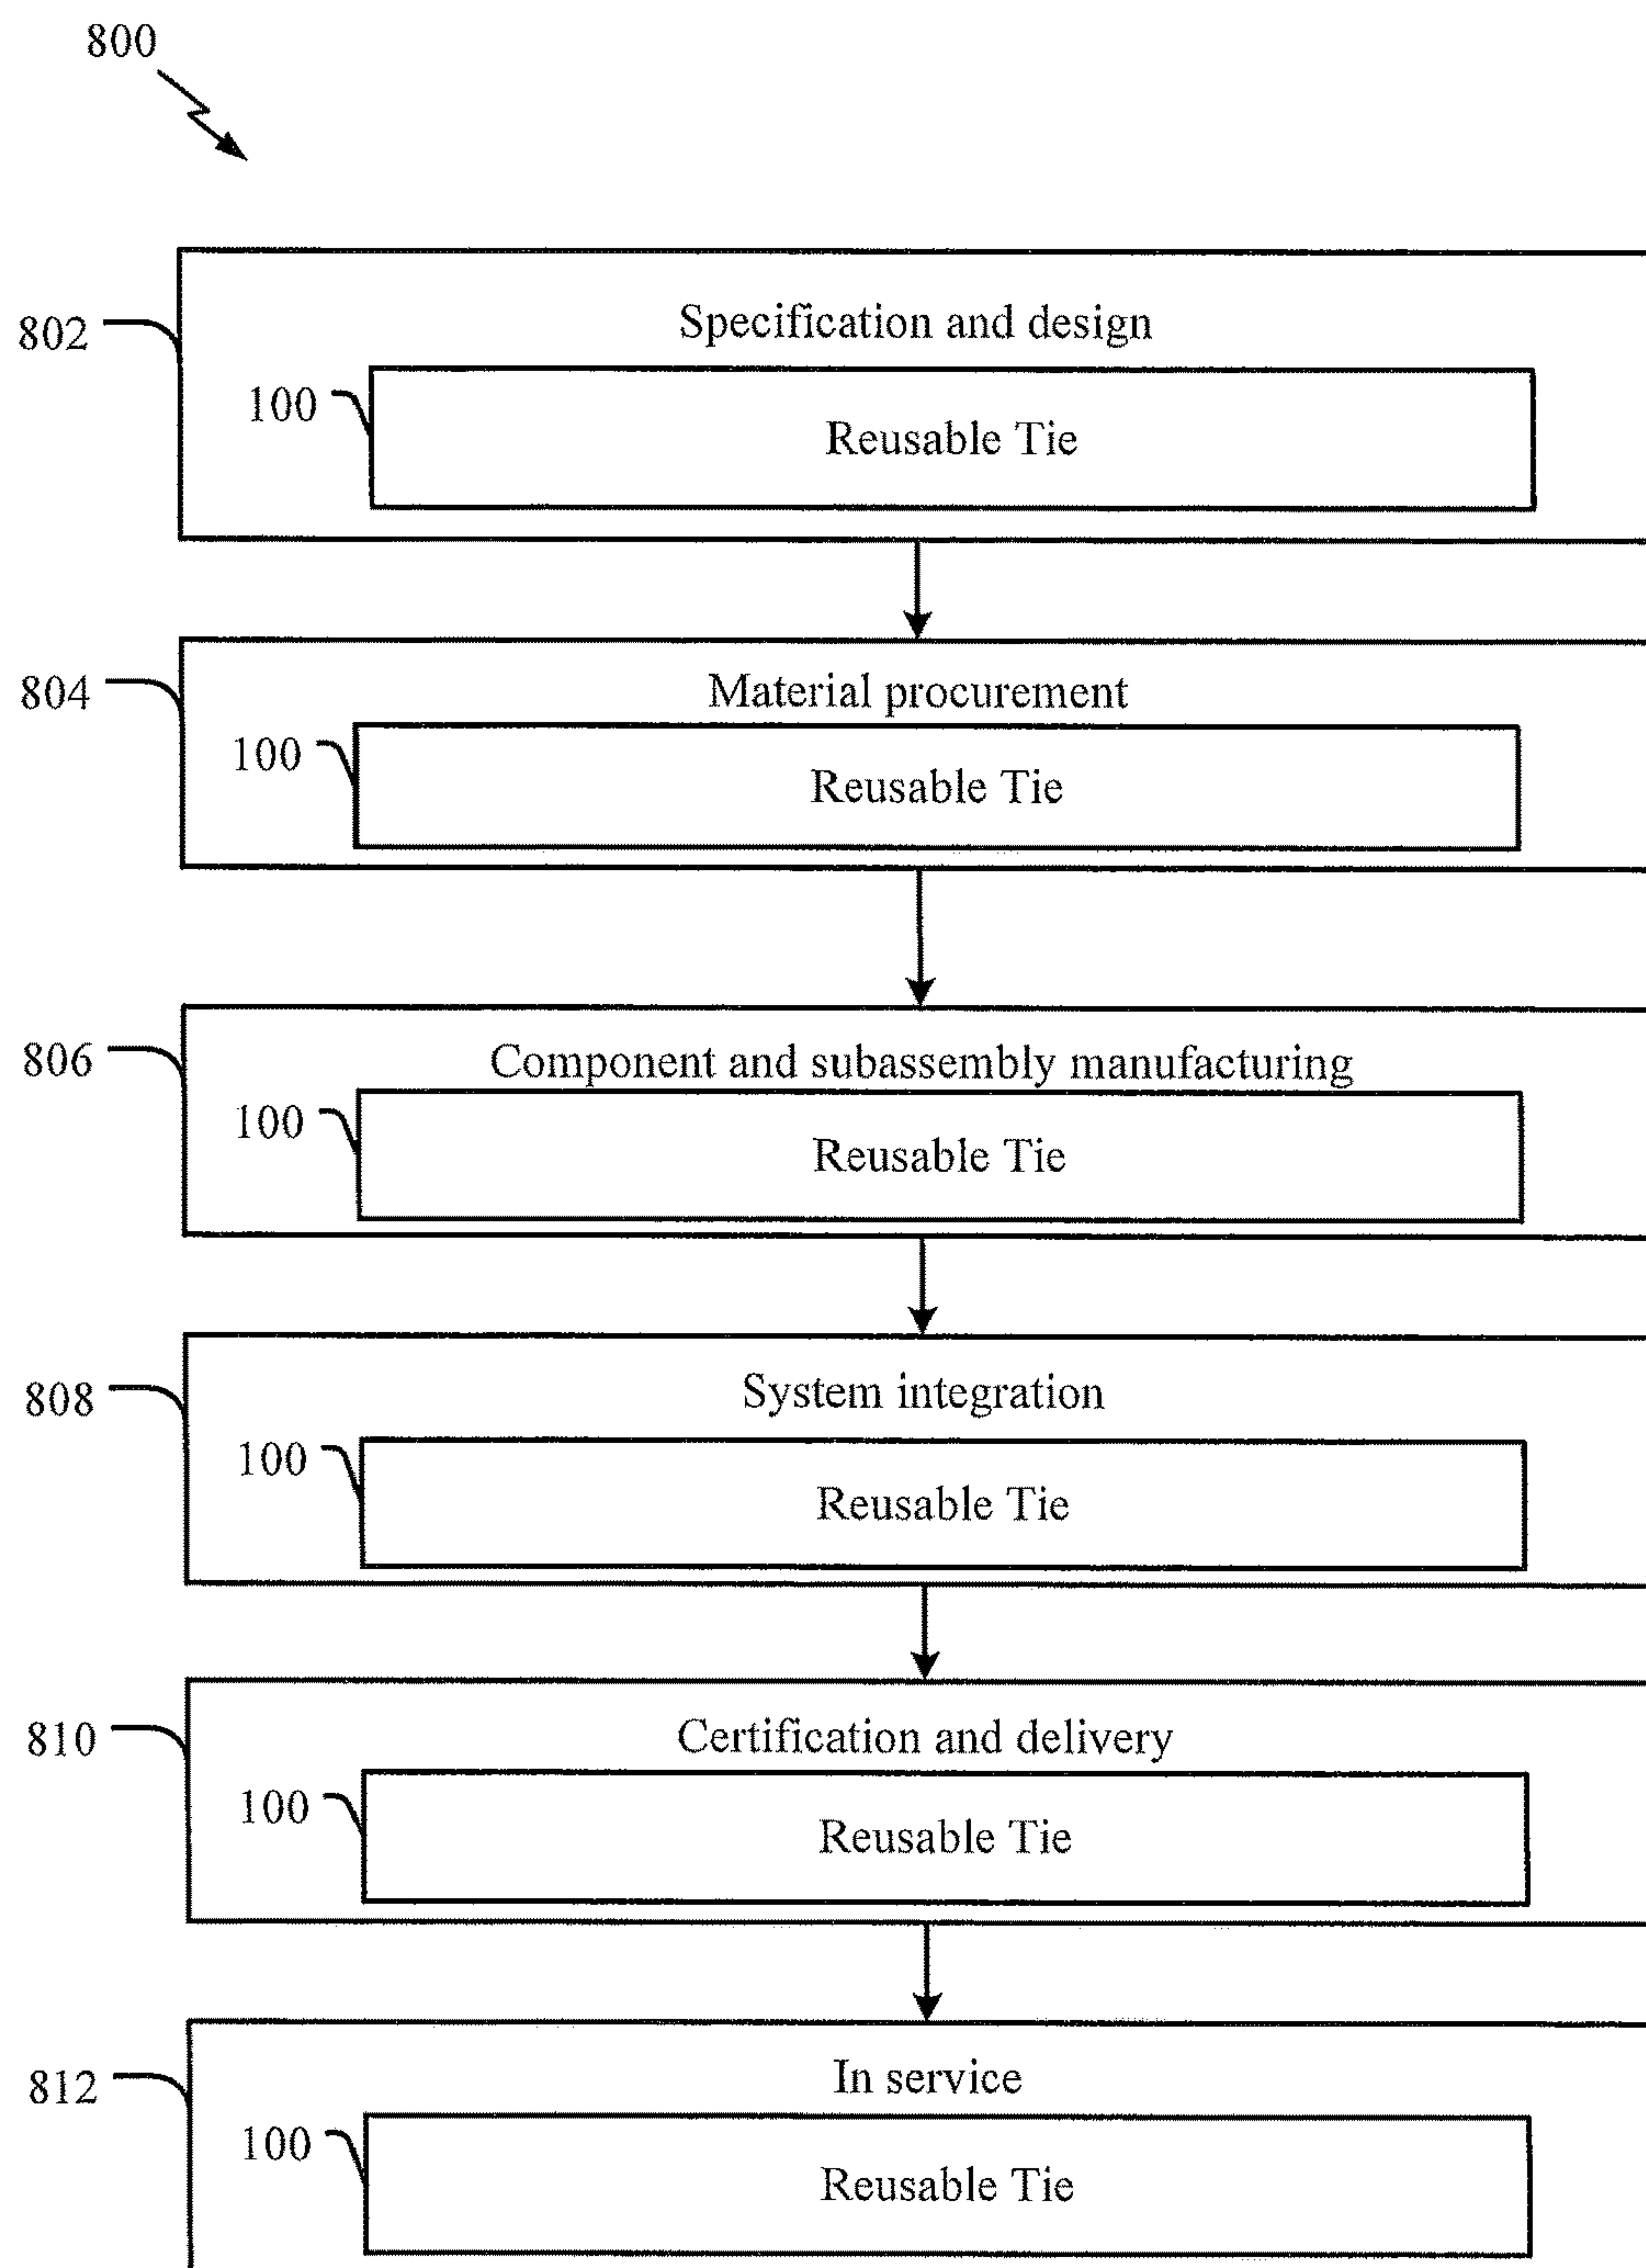 800
802
Specification and design
100
Reusable Tie
804
Material procurement
100
Reusable Tie
806
Component and subassembly manufacturing
100
Reusable Tie
808
System integration
100
Reusable Tie
810
Certification and delivery
100
Reusable Tie
812
In service
100
Reusable Tie